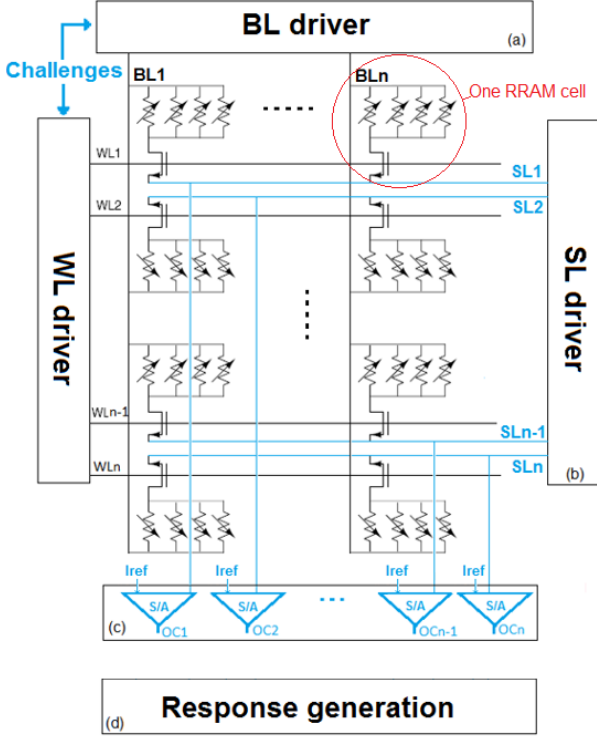 BL driver
(a)
Challenges
BL1
BLn
One RRAM cell
WL1
SL1
WL2
SL2
WL driver
SL driver
WLn-1
SLn-1
WLn
SLn
(b)
Iref
Iref
Iref
Iref
S/A
S/A
S/A
S/A
(c)
OC1
OC2
OCn-1
OCn
Response generation
(d)